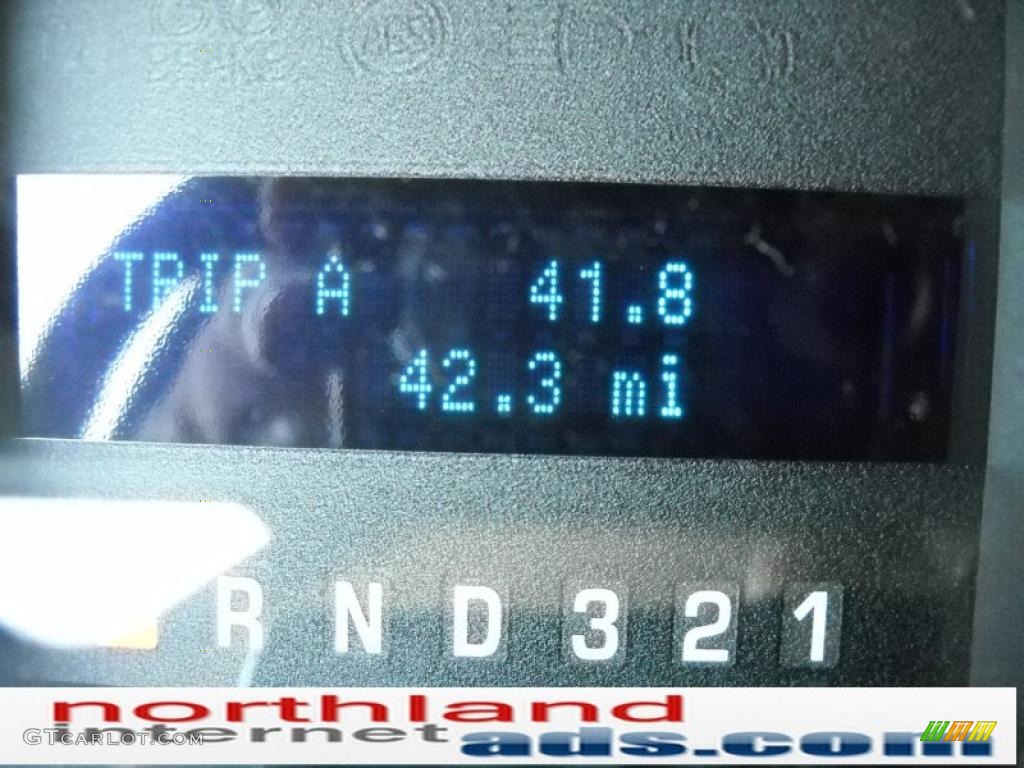 TRIP A 41.8
42.3 mi
R N D 3 2 1
northland
internet
ads.com
GTCarlot.com